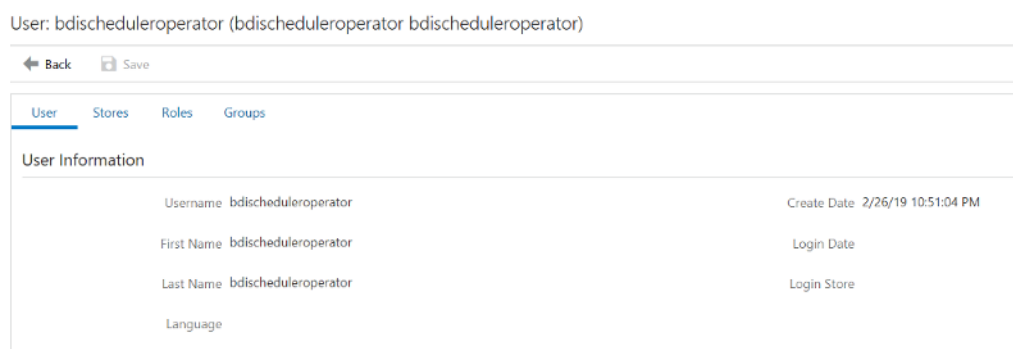 User: bdischeduleroperator (bdischeduleroperator bdischeduleroperator)
Back Save
User Stores Roles Groups
User Information
Username bdischeduleroperator Create Date 2/26/19 10:51:04 PM
First Name bdischeduleroperator Login Date
Last Name bdischeduleroperator Login Store
Language